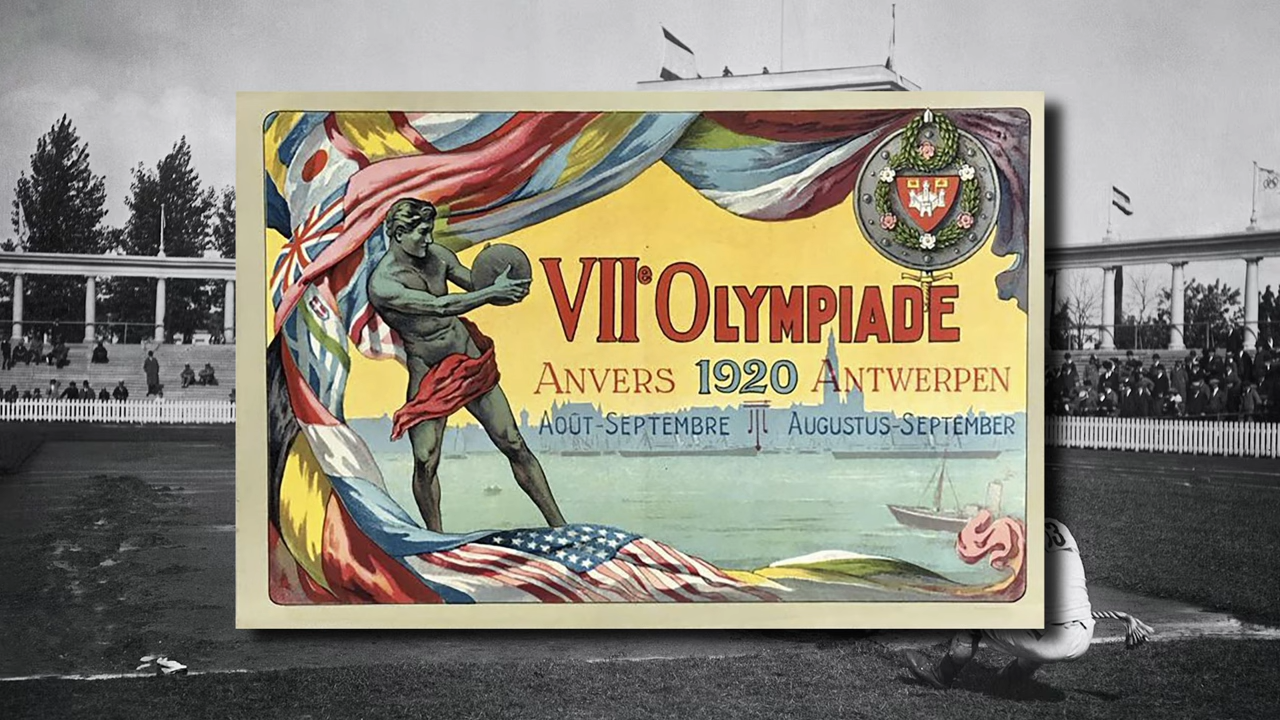 VIIe OLYMPIADE
ANVERS 1920 ANTWERPEN
AOÛT-SEPTEMBRE AUGUSTUS-SEPTEMBER